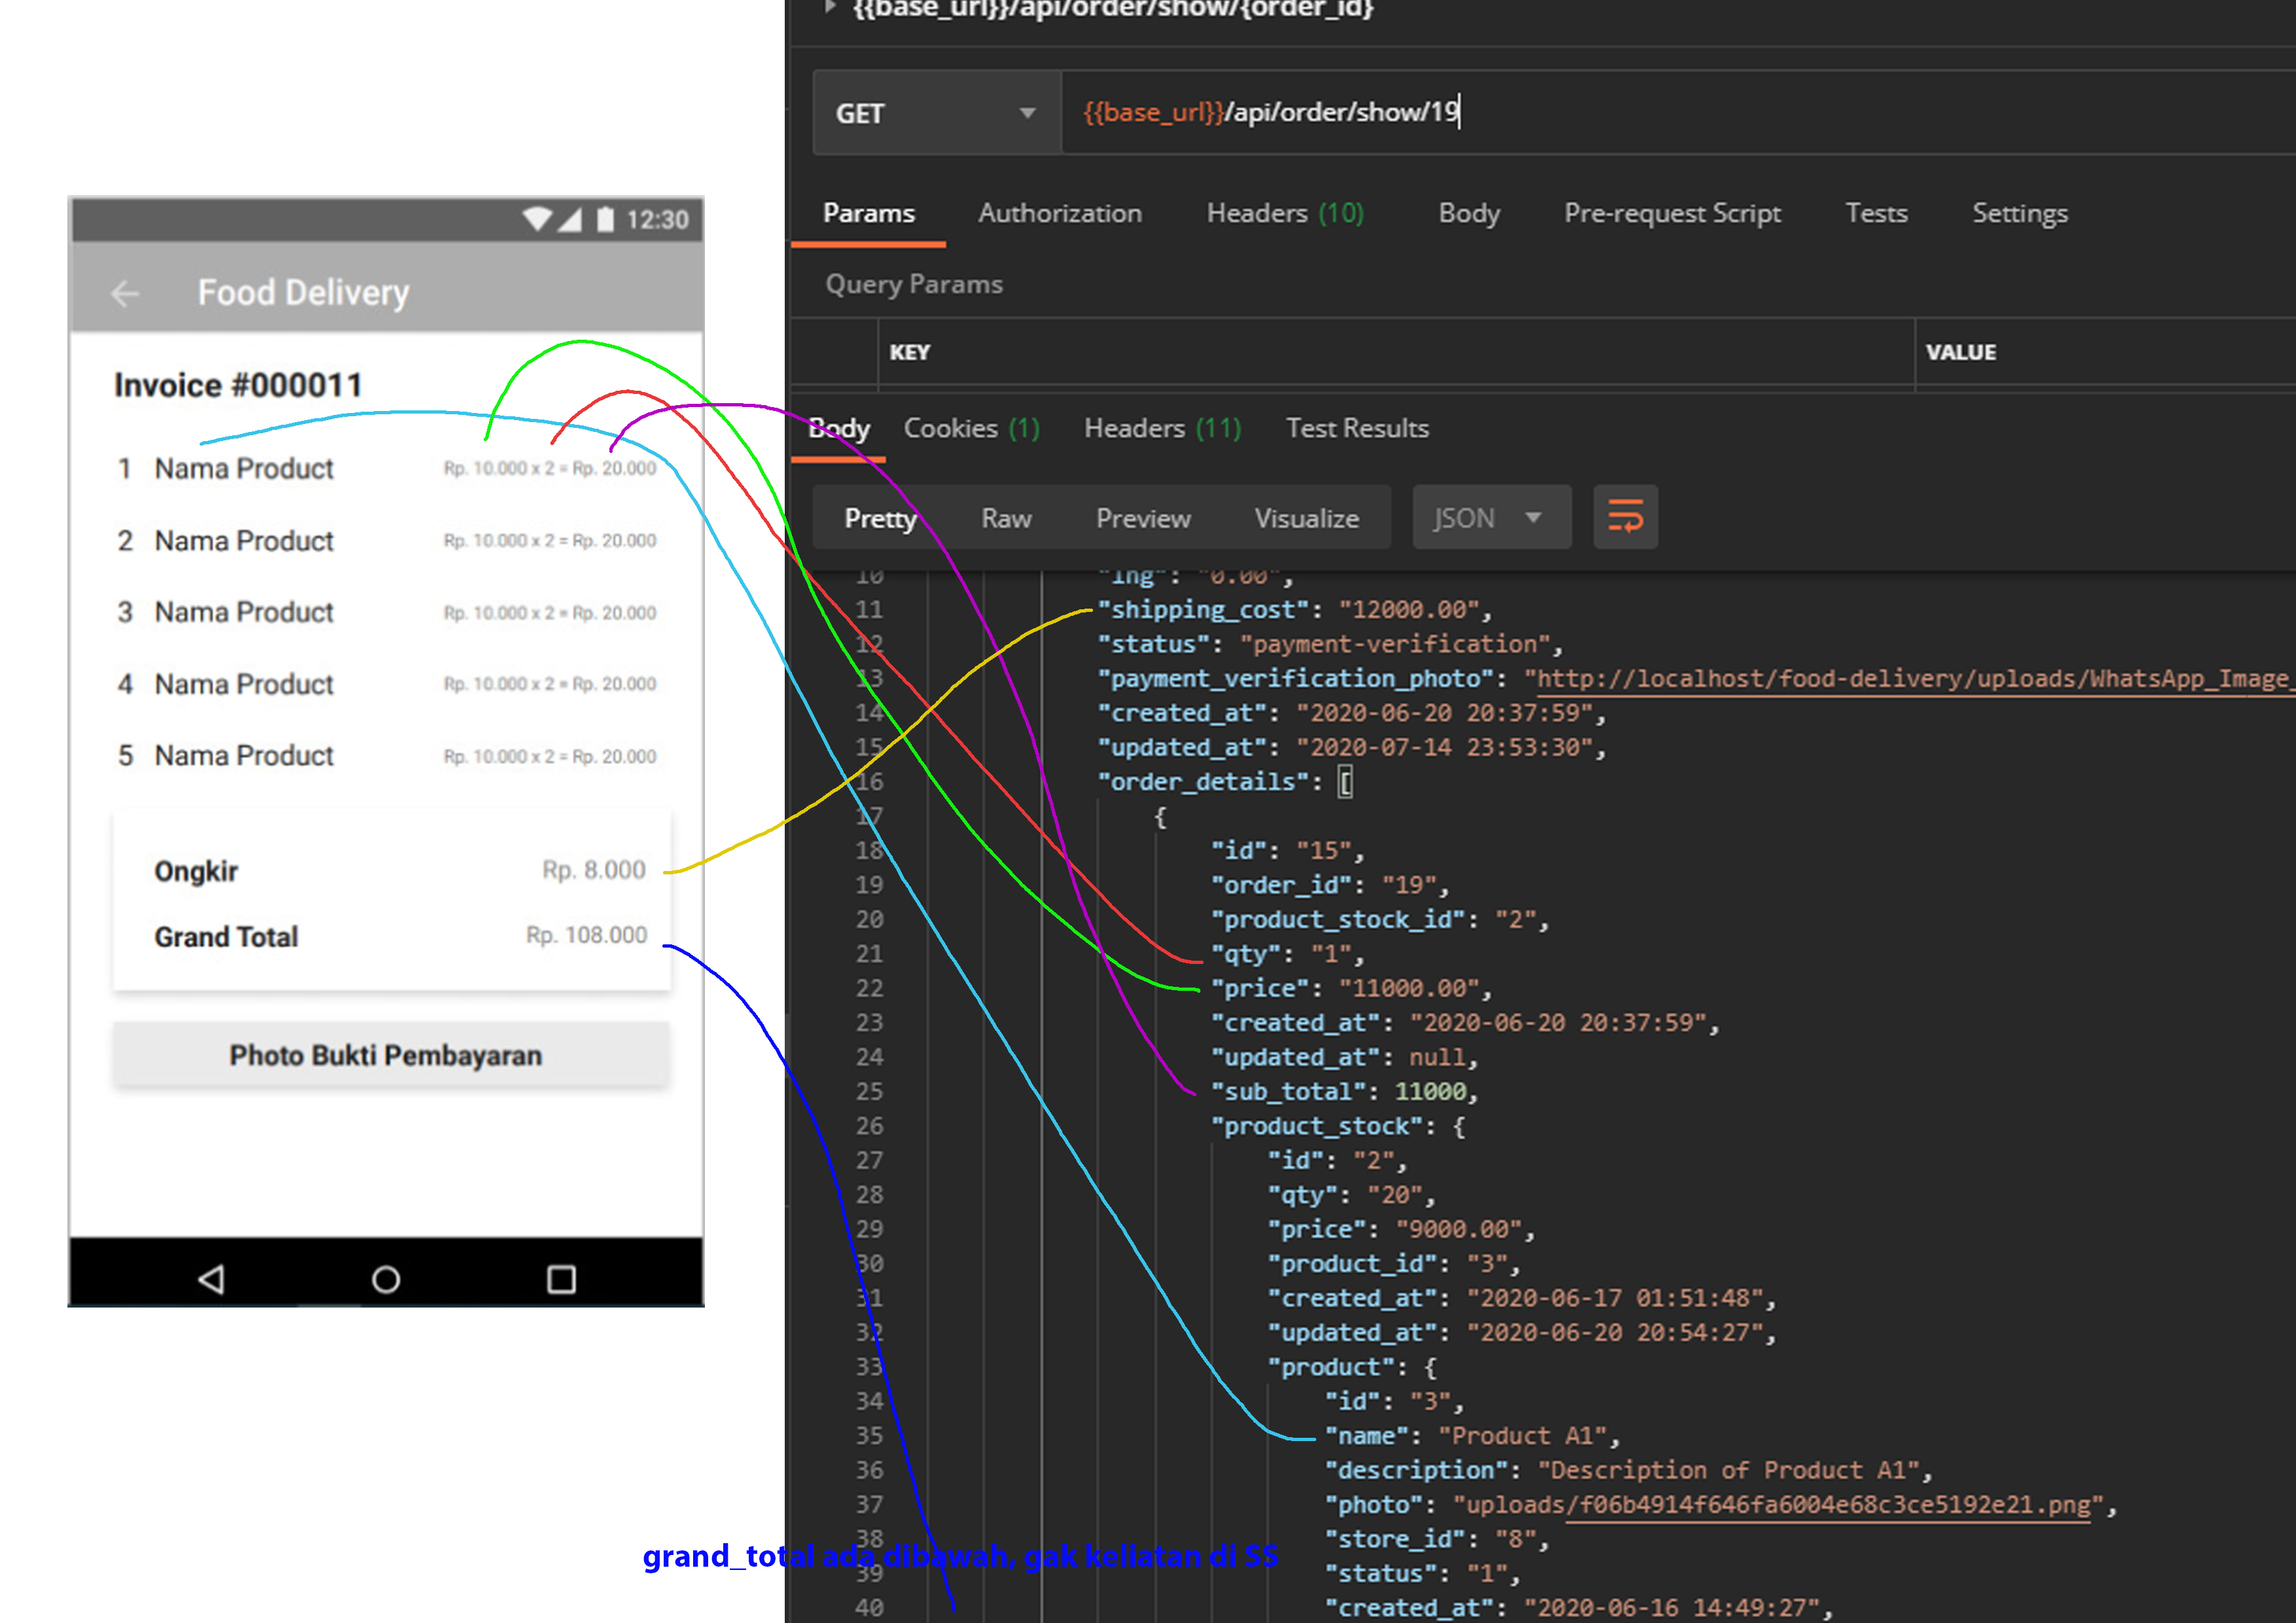 12:30
Food Delivery
Invoice #000011
1 Nama Product Rp. 10.000 x 2 = Rp. 20.000
2 Nama Product Rp. 10.000 x 2 = Rp. 20.000
3 Nama Product Rp. 10.000 x 2 = Rp. 20.000
4 Nama Product Rp. 10.000 x 2 = Rp. 20.000
5 Nama Product Rp. 10.000 x 2 = Rp. 20.000
Ongkir Rp. 8.000
Grand Total Rp. 108.000
Photo Bukti Pembayaran
{{base_url}}/api/order/show/{order_id}
GET {{base_url}}/api/order/show/19
Params Authorization Headers (10) Body Pre-request Script Tests Settings
Query Params
KEY VALUE
Body Cookies (1) Headers (11) Test Results
Pretty Raw Preview Visualize JSON
10 "lng": "0.00",
11 "shipping_cost": "12000.00",
12 "status": "payment-verification",
13 "payment_verification_photo": "http://localhost/food-delivery/uploads/WhatsApp_Image_
14 "created_at": "2020-06-20 20:37:59",
15 "updated_at": "2020-07-14 23:53:30",
16 "order_details": [
17 {
18 "id": "15",
19 "order_id": "19",
20 "product_stock_id": "2",
21 "qty": "1",
22 "price": "11000.00",
23 "created_at": "2020-06-20 20:37:59",
24 "updated_at": null,
25 "sub_total": 11000,
26 "product_stock": {
27 "id": "2",
28 "qty": "20",
29 "price": "9000.00",
30 "product_id": "3",
31 "created_at": "2020-06-17 01:51:48",
32 "updated_at": "2020-06-20 20:54:27",
33 "product": {
34 "id": "3",
35 "name": "Product A1",
36 "description": "Description of Product A1",
37 "photo": "uploads/f06b4914f646fa6004e68c3ce5192e21.png",
38 "store_id": "8",
39 "status": "1",
40 "created_at": "2020-06-16 14:49:27",
grand_total ada dibawah, gak keliatan di SS